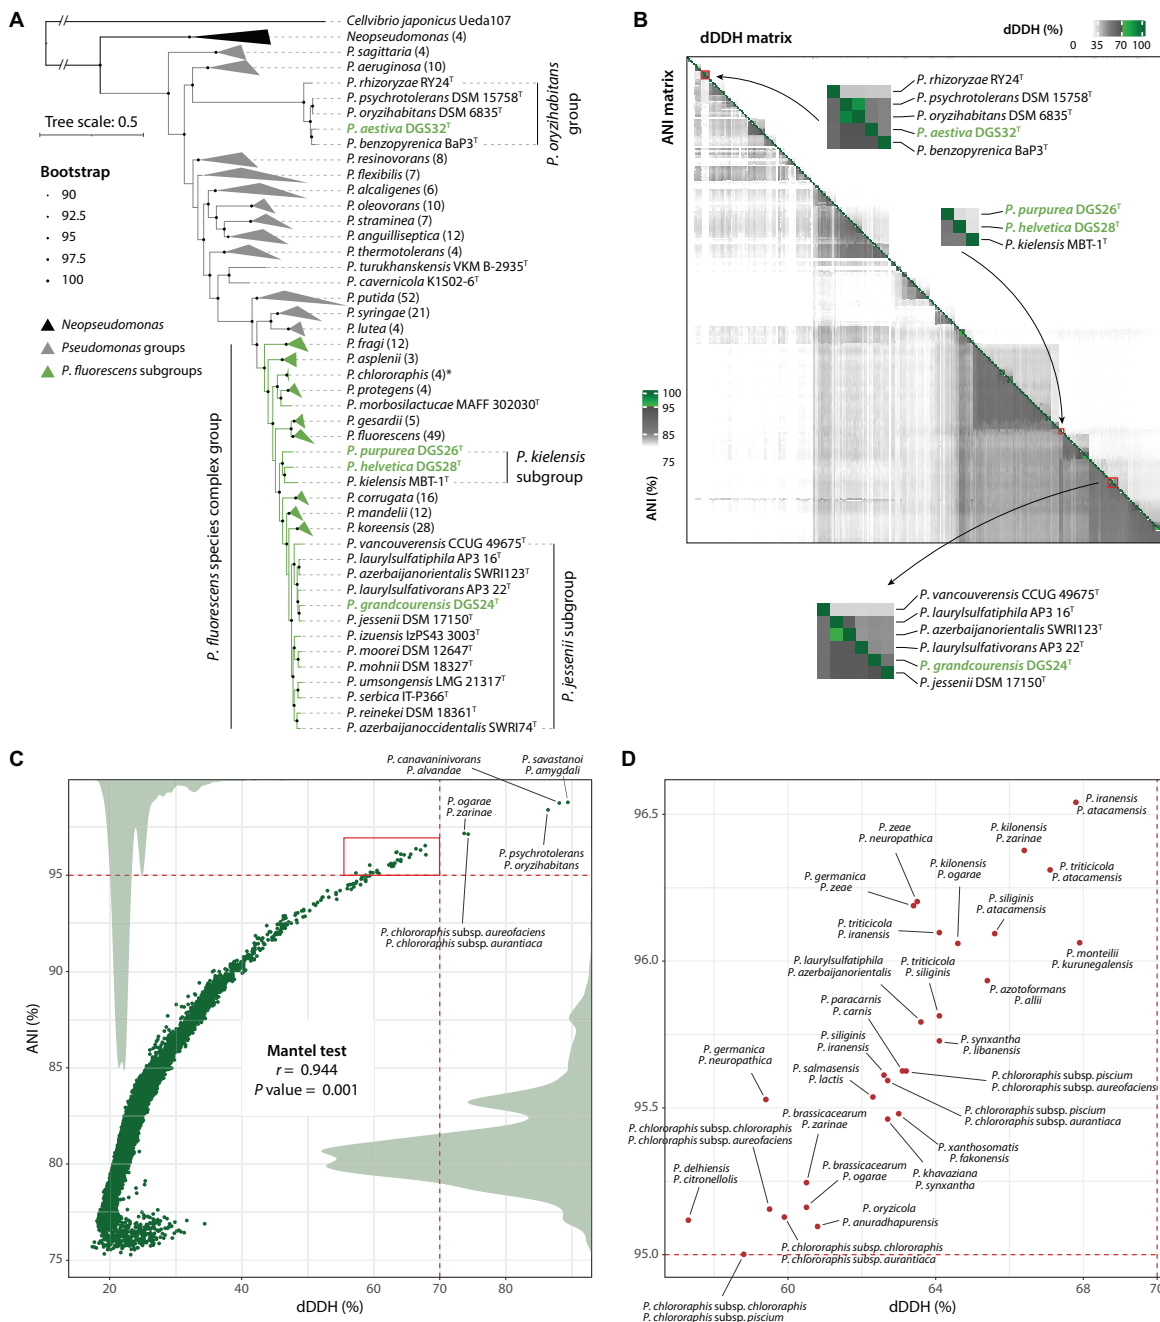 A
Cellvibrio japonicus Ueda107
Neopseudomonas (4)
P. sagittaria (4)
P. aeruginosa (10)
P. rhizoryzae RY24ᵀ
P. psychrotolerans DSM 15758ᵀ
P. oryzihabitans DSM 6835ᵀ
P. aestiva DGS32ᵀ
P. benzopyrenica BaP3ᵀ
P. oryzihabitans
group
Tree scale: 0.5
P. resinovorans (8)
P. flexibilis (7)
P. alcaligenes (6)
P. oleovorans (10)
P. straminea (7)
P. anguilliseptica (12)
P. thermotolerans (4)
P. turukhanskensis VKM B-2935ᵀ
P. cavernicola K1S02-6ᵀ
P. putida (52)
P. syringae (21)
P. lutea (4)
P. fragi (12)
P. asplenii (3)
P. chlororaphis (4)*
P. protegens (4)
P. morbosilactucae MAFF 302030ᵀ
P. gesardii (5)
P. fluorescens (49)
P. purpurea DGS26ᵀ
P. helvetica DGS28ᵀ
P. kielensis MBT-1ᵀ
P. kielensis
subgroup
P. corrugata (16)
P. mandelii (12)
P. koreensis (28)
P. vancouverensis CCUG 49675ᵀ
P. laurylsulfatiphila AP3 16ᵀ
P. azerbaijanorientalis SWRI123ᵀ
P. laurylsulfativorans AP3 22ᵀ
P. grandcourensis DGS24ᵀ
P. jessenii DSM 17150ᵀ
P. izuensis IzPS43 3003ᵀ
P. moorei DSM 12647ᵀ
P. mohnii DSM 18327ᵀ
P. umsongensis LMG 21317ᵀ
P. serbica IT-P366ᵀ
P. reinekei DSM 18361ᵀ
P. azerbaijanoccidentalis SWRI74ᵀ
P. jessenii subgroup
P. fluorescens species complex group
Bootstrap
90
92.5
95
97.5
100
Neopseudomonas
Pseudomonas groups
P. fluorescens subgroups
B
dDDH matrix
dDDH (%)
0 35 70 100
ANI matrix
P. rhizoryzae RY24ᵀ
P. psychrotolerans DSM 15758ᵀ
P. oryzihabitans DSM 6835ᵀ
P. aestiva DGS32ᵀ
P. benzopyrenica BaP3ᵀ
P. purpurea DGS26ᵀ
P. helvetica DGS28ᵀ
P. kielensis MBT-1ᵀ
100
95
85
75
ANI (%)
P. vancouverensis CCUG 49675ᵀ
P. laurylsulfatiphila AP3 16ᵀ
P. azerbaijanorientalis SWRI123ᵀ
P. laurylsulfativorans AP3 22ᵀ
P. grandcourensis DGS24ᵀ
P. jessenii DSM 17150ᵀ
C
P. canavaninivorans
P. alvandae
P. savastanoi
P. amygdali
P. ogarae
P. zarinae
P. psychrotolerans
P. oryzihabitans
P. chlororaphis subsp. aureofaciens
P. chlororaphis subsp. aurantiaca
Mantel test
r = 0.944
P value = 0.001
95
90
85
80
75
ANI (%)
20 40 60 70 80
dDDH (%)
D
P. iranensis
P. atacamensis
P. zeae
P. neuropathica
P. kilonensis
P. zarinae
P. kilonensis
P. ogarae
P. triticicola
P. atacamensis
P. germanica
P. zeae
P. siliginis
P. atacamensis
P. triticicola
P. iranensis
P. monteilii
P. kurunegalensis
P. laurylsulfatiphila
P. azerbaijanorientalis
P. triticicola
P. siliginis
P. azotoformans
P. allii
P. paracarnis
P. carnis
P. synxantha
P. libanensis
P. siliginis
P. iranensis
P. germanica
P. neuropathica
P. salmasensis
P. lactis
P. chlororaphis subsp. piscium
P. chlororaphis subsp. aureofaciens
P. chlororaphis subsp. piscium
P. chlororaphis subsp. aurantiaca
P. brassicacearum
P. zarinae
P. chlororaphis subsp. chlororaphis
P. chlororaphis subsp. aureofaciens
P. xanthosomatis
P. fakonensis
P. khavaziana
P. synxantha
P. delhiensis
P. citronellolis
P. brassicacearum
P. ogarae
P. oryzicola
P. anuradhapurensis
P. chlororaphis subsp. chlororaphis
P. chlororaphis subsp. aurantiaca
P. chlororaphis subsp. chlororaphis
P. chlororaphis subsp. piscium
96.5
96.0
95.5
95.0
60 64 68 70
dDDH (%)